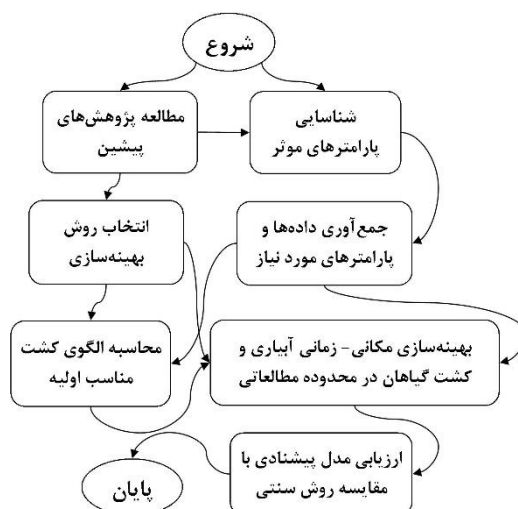 شروع
شناسایی
پارامترهای موثر
مطالعه پژوهش‌های
پیشین
جمع‌آوری داده‌ها و
پارامترهای مورد نیاز
انتخاب روش
بهینه‌سازی
بهینه‌سازی مکانی- زمانی آبیاری و
کشت گیاهان در محدوده مطالعاتی
محاسبه الگوی کشت
مناسب اولیه
ارزیابی مدل پیشنادی با
مقایسه روش سنتی
پایان